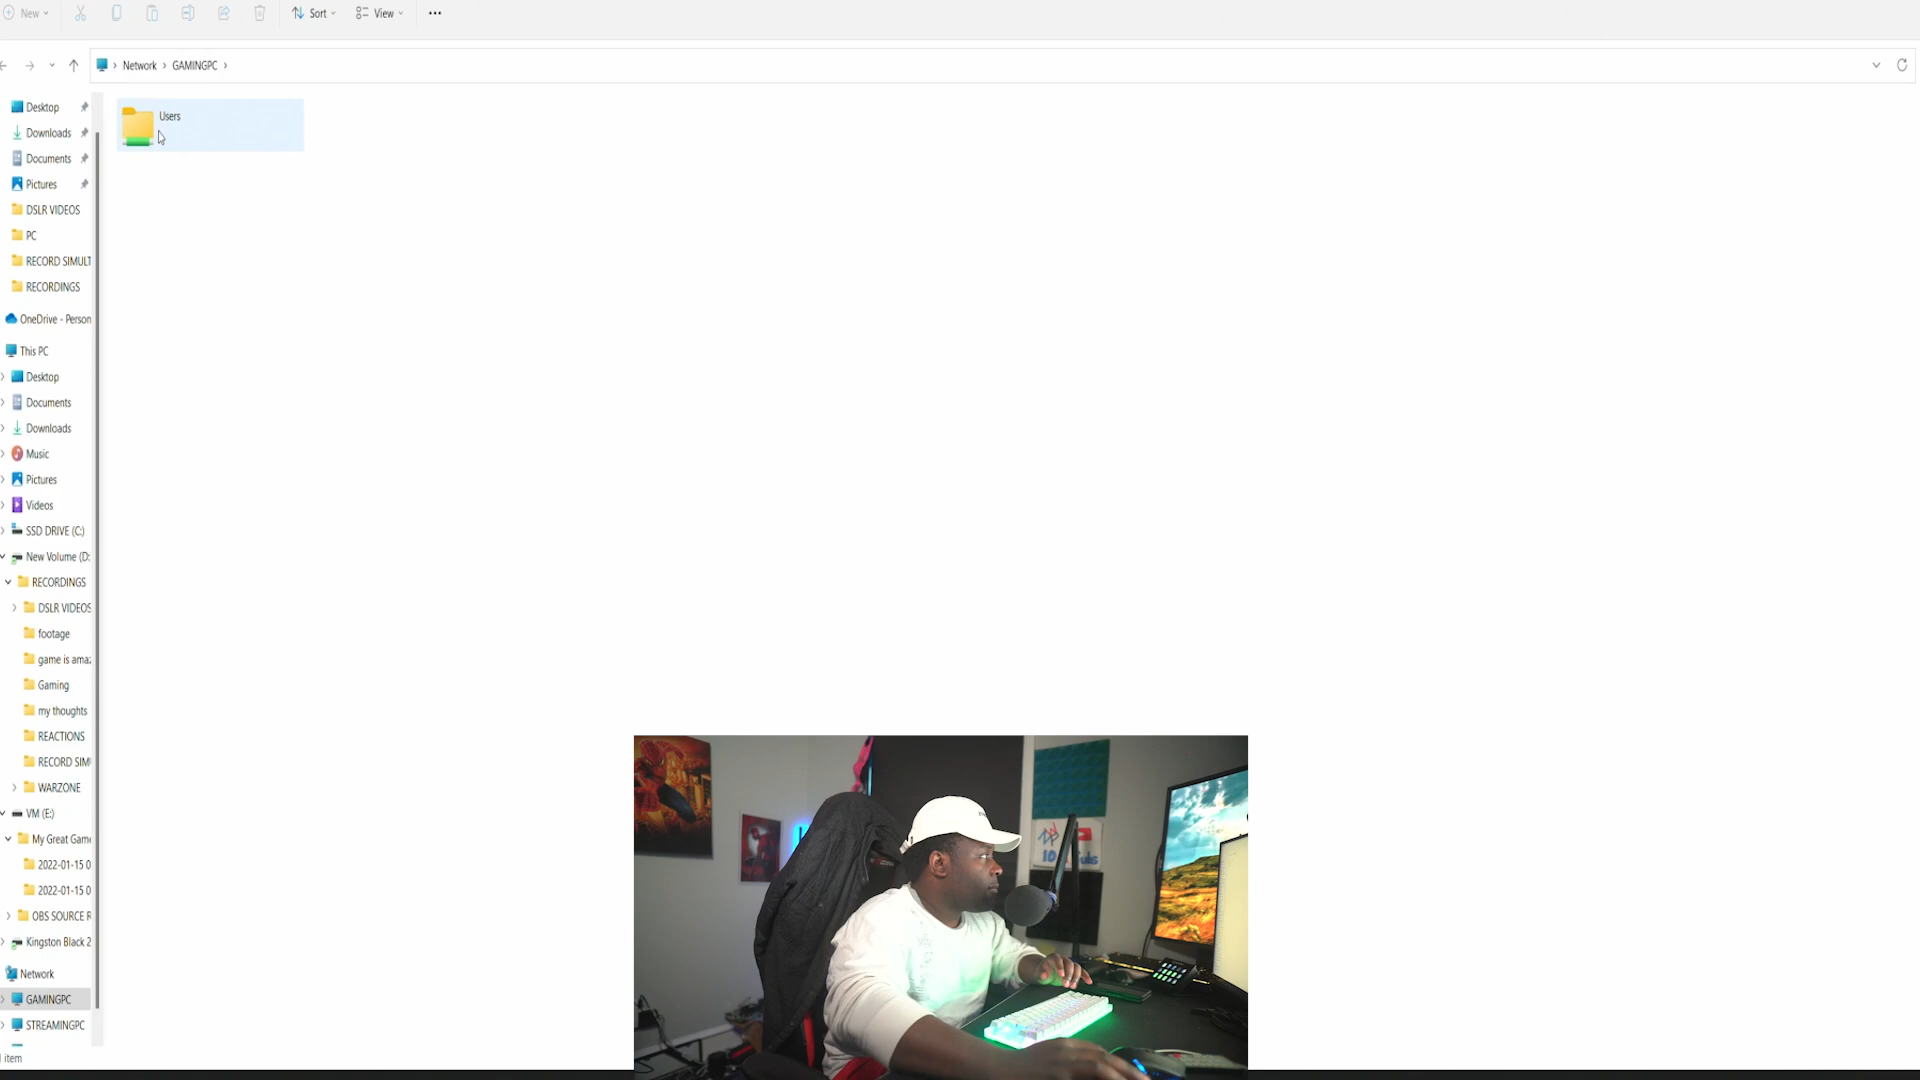 New
Sort
View
Network > GAMINGPC >
Users
Desktop
Downloads
Documents
Pictures
DSLR VIDEOS
PC
RECORD SIMULT
RECORDINGS
OneDrive - Person
This PC
Desktop
Documents
Downloads
Music
Pictures
Videos
SSD DRIVE (C:)
New Volume (D:
RECORDINGS
DSLR VIDEOS
footage
game is ama
Gaming
my thoughts
REACTIONS
RECORD SIM
WARZONE
VM (E:)
My Great Gam
2022-01-15 0
2022-01-15 0
OBS SOURCE R
Kingston Black 2
Network
GAMINGPC
STREAMINGPC
item